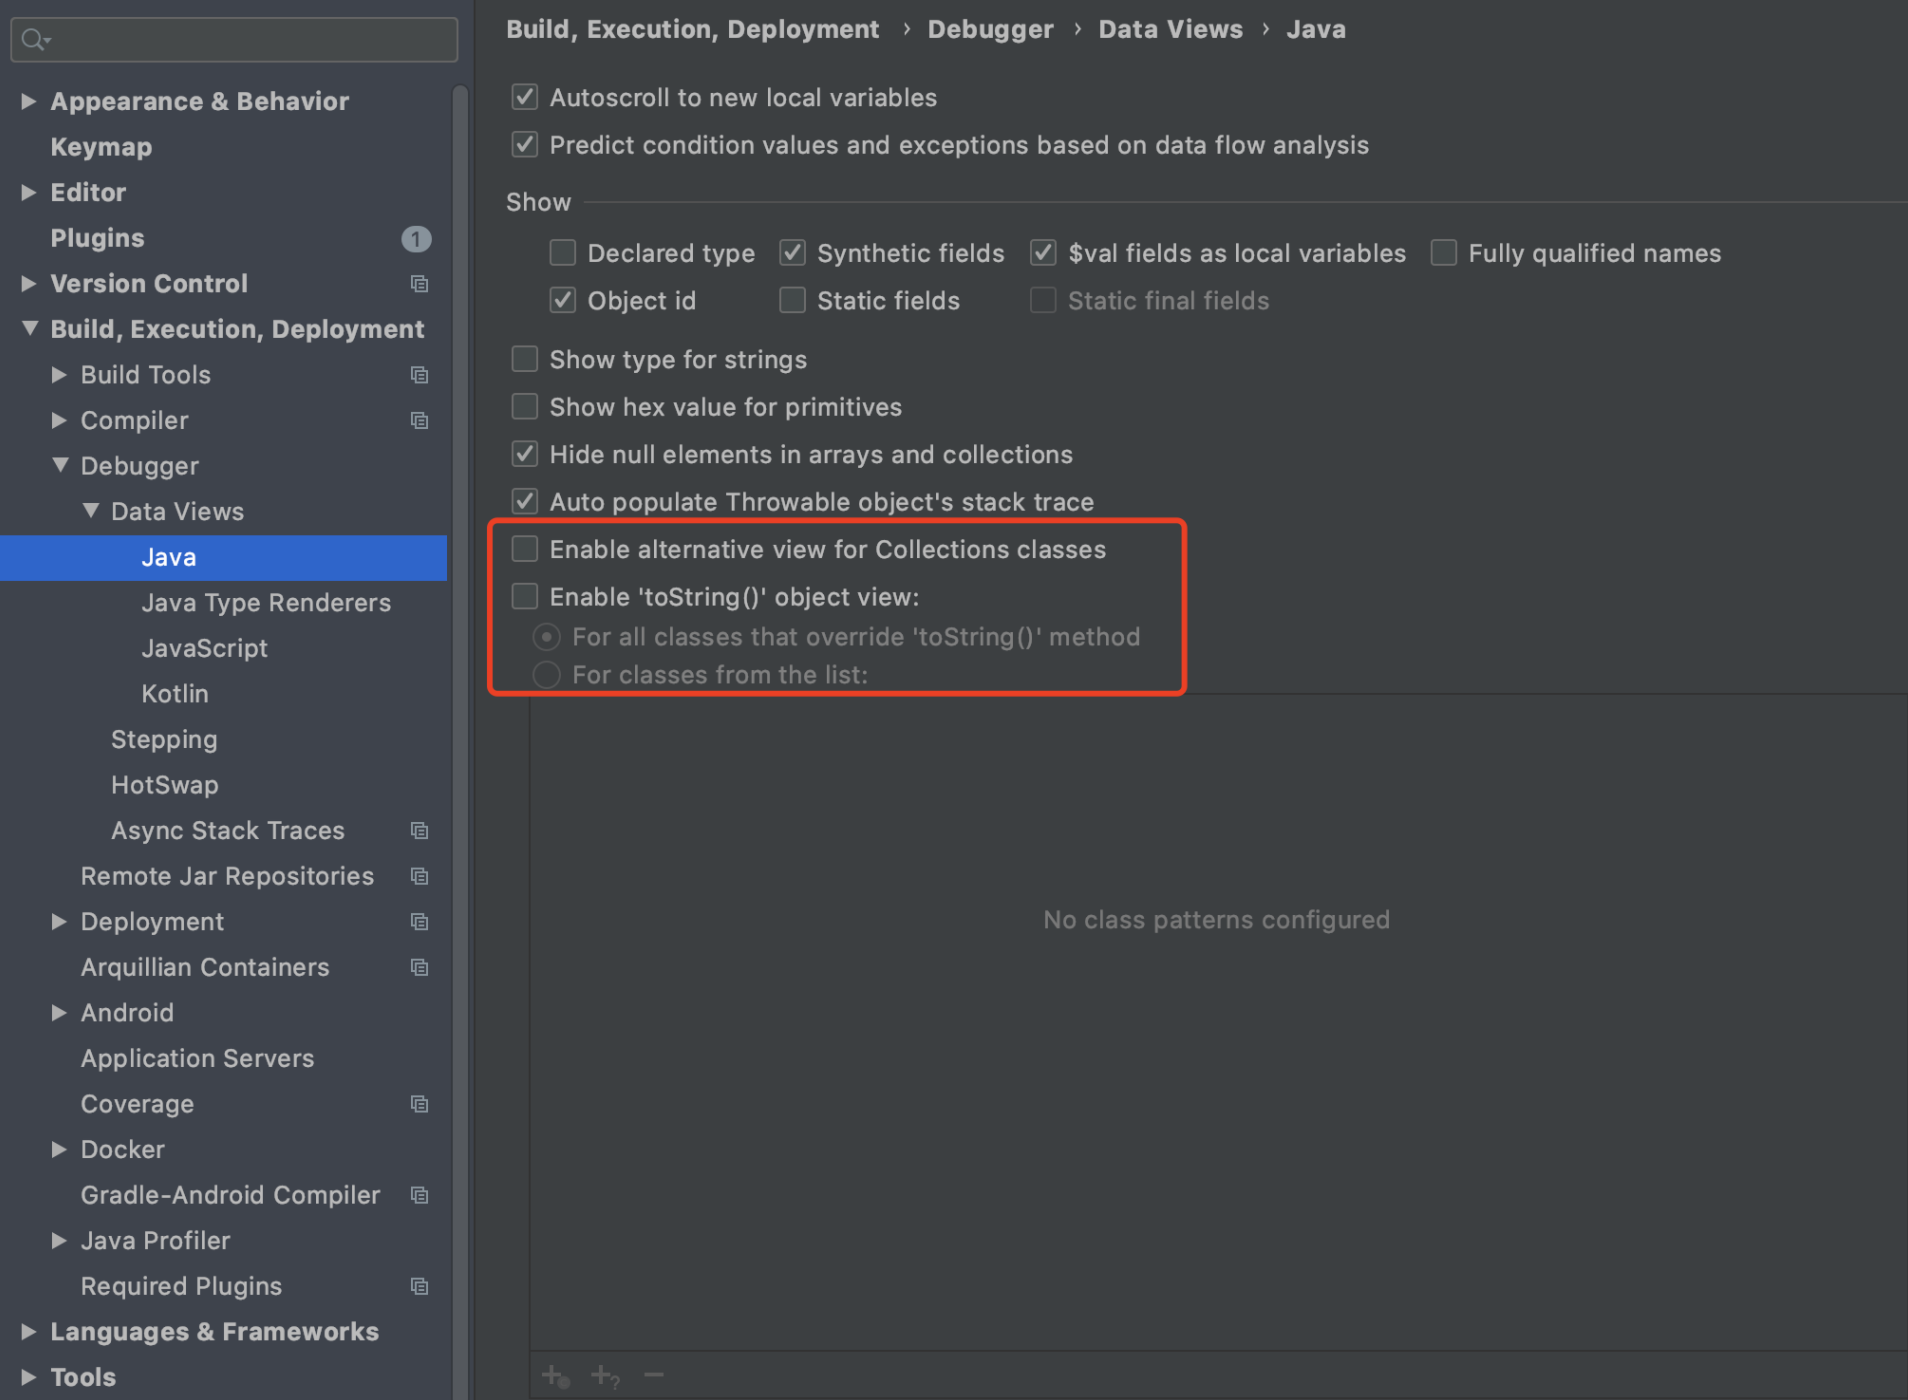 Appearance & Behavior
Keymap
Editor
Plugins 1
Version Control
Build, Execution, Deployment
Build Tools
Compiler
Debugger
Data Views
Java
Java Type Renderers
JavaScript
Kotlin
Stepping
HotSwap
Async Stack Traces
Remote Jar Repositories
Deployment
Arquillian Containers
Android
Application Servers
Coverage
Docker
Gradle-Android Compiler
Java Profiler
Required Plugins
Languages & Frameworks
Tools
Build, Execution, Deployment › Debugger › Data Views › Java
Autoscroll to new local variables
Predict condition values and exceptions based on data flow analysis
Show
Declared type Synthetic fields $val fields as local variables Fully qualified names
Object id Static fields Static final fields
Show type for strings
Show hex value for primitives
Hide null elements in arrays and collections
Auto populate Throwable object's stack trace
Enable alternative view for Collections classes
Enable 'toString()' object view:
For all classes that override 'toString()' method
For classes from the list:
No class patterns configured